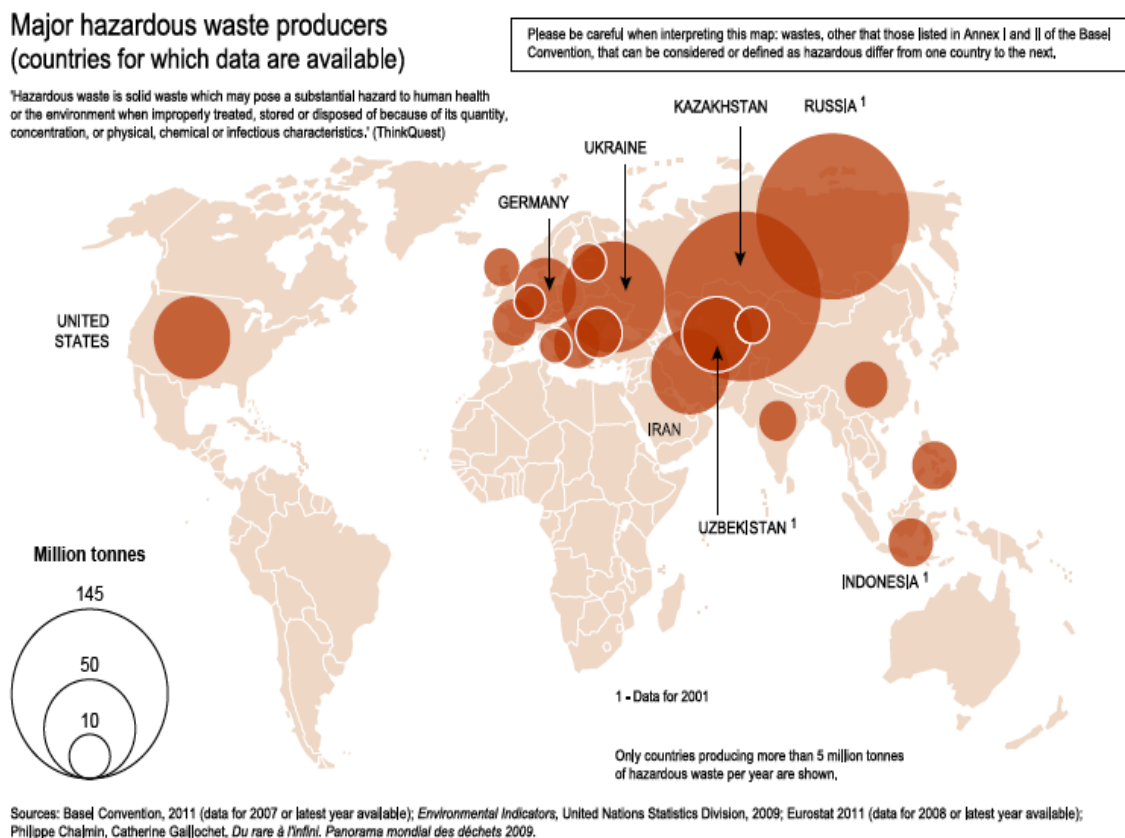 Major hazardous waste producers
(countries for which data are available)
'Hazardous waste is solid waste which may pose a substantial hazard to human health
or the environment when improperly treated, stored or disposed of because of its quantity,
concentration, or physical, chemical or infectious characteristics.' (ThinkQuest)
Please be careful when interpreting this map: wastes, other that those listed in Annex I and II of the Basel
Convention, that can be considered or defined as hazardous differ from one country to the next.
KAZAKHSTAN
RUSSIA 1
UKRAINE
GERMANY
UNITED
STATES
IRAN
UZBEKISTAN 1
INDONESIA 1
Million tonnes
145
50
10
1 - Data for 2001
Only countries producing more than 5 million tonnes
of hazardous waste per year are shown.
Sources: Basel Convention, 2011 (data for 2007 or latest year available); Environmental Indicators, United Nations Statistics Division, 2009; Eurostat 2011 (data for 2008 or latest year available);
Philippe Chalmin, Catherine Gaillochet, Du rare à l'infini. Panorama mondial des déchets 2009.